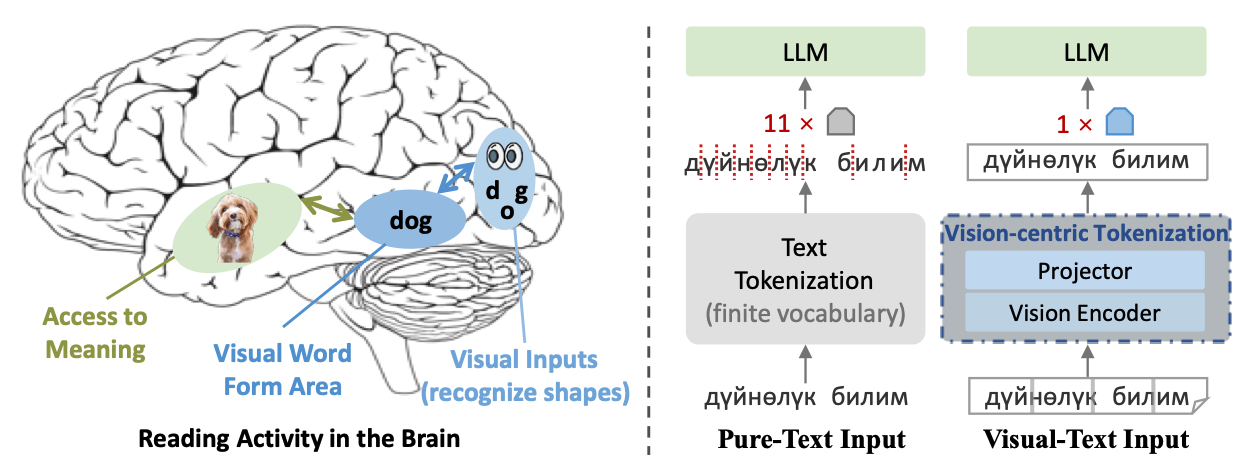 d o g
dog
Access to
Meaning
Visual Word
Form Area
Visual Inputs
(recognize shapes)
Reading Activity in the Brain
LLM
11 ×
дүйнөлүк билим
Text
Tokenization
(finite vocabulary)
дүйнөлүк билим
Pure-Text Input
LLM
1 ×
дүйнөлүк билим
Vision-centric Tokenization
Projector
Vision Encoder
дүйнөлүк билим
Visual-Text Input